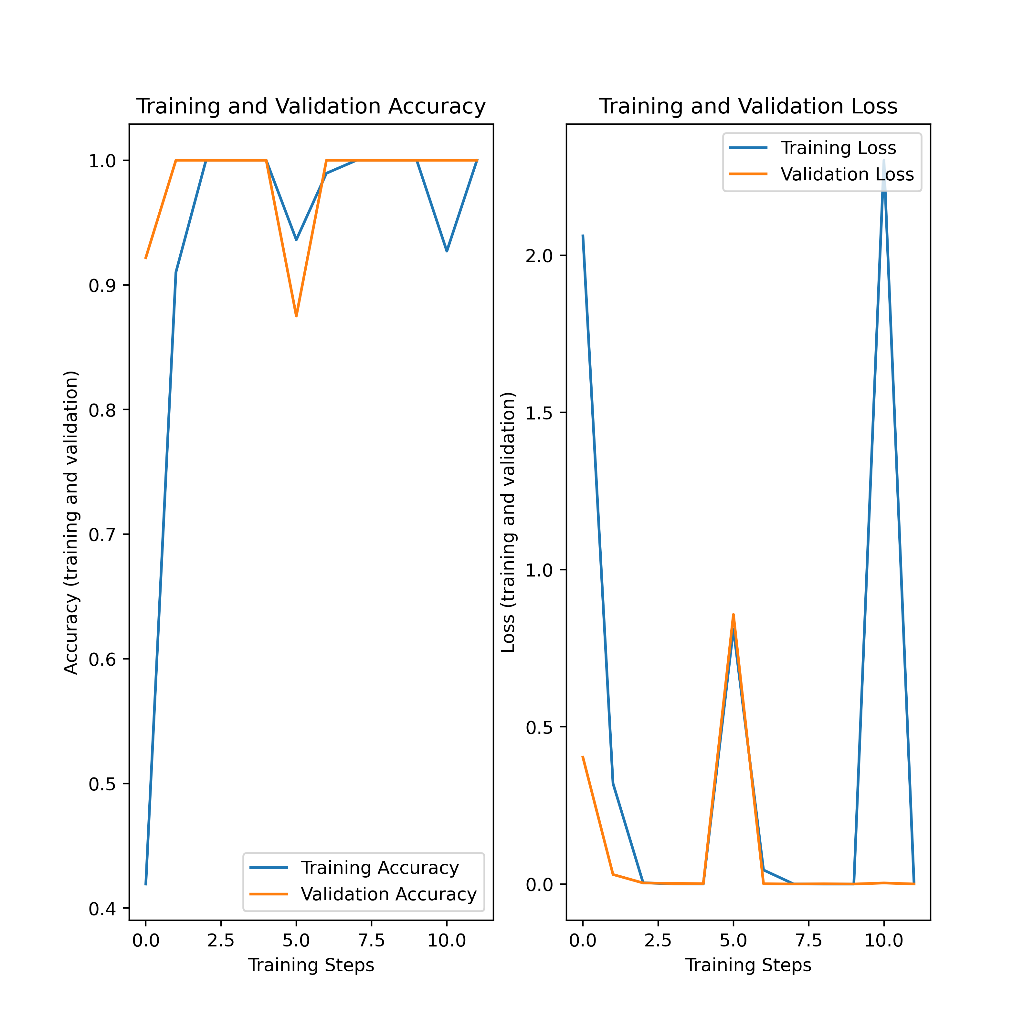 Training and Validation Accuracy
Accuracy (training and validation)
1.0
0.9
0.8
0.7
0.6
0.5
0.4
Training Accuracy
Validation Accuracy
0.0 2.5 5.0 7.5 10.0
Training Steps
Training and Validation Loss
Loss (training and validation)
Training Loss
Validation Loss
2.0
1.5
1.0
0.5
0.0
0.0 2.5 5.0 7.5 10.0
Training Steps